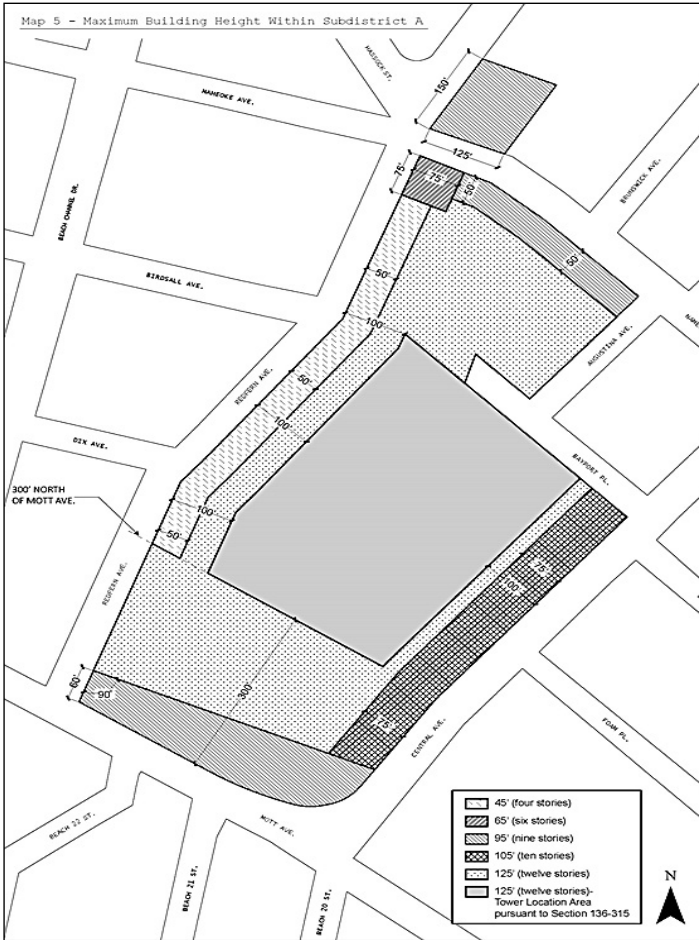 Map 5 - Maximum Building Height Within Subdistrict A
HASSOCK ST.
NAMEOKE AVE.
150'
125'
BRUNSWICK AVE.
75'
75'
50'
BEACH CHANNEL DR.
BIRDSALL AVE.
50'
50'
100'
AUGUSTINA AVE.
REDFERN AVE.
50'
100'
DIX AVE.
BAYPORT PL.
300' NORTH
OF MOTT AVE.
100'
50'
75'
100'
REDFERN AVE.
60'
90'
300'
75'
CENTRAL AVE.
FOAM PL.
MOTT AVE.
BEACH 22 ST.
BEACH 21 ST.
BEACH 20 ST.
45' (four stories)
65' (six stories)
95' (nine stories)
105' (ten stories)
125' (twelve stories)
125' (twelve stories)-
Tower Location Area
pursuant to Section 136-315
N